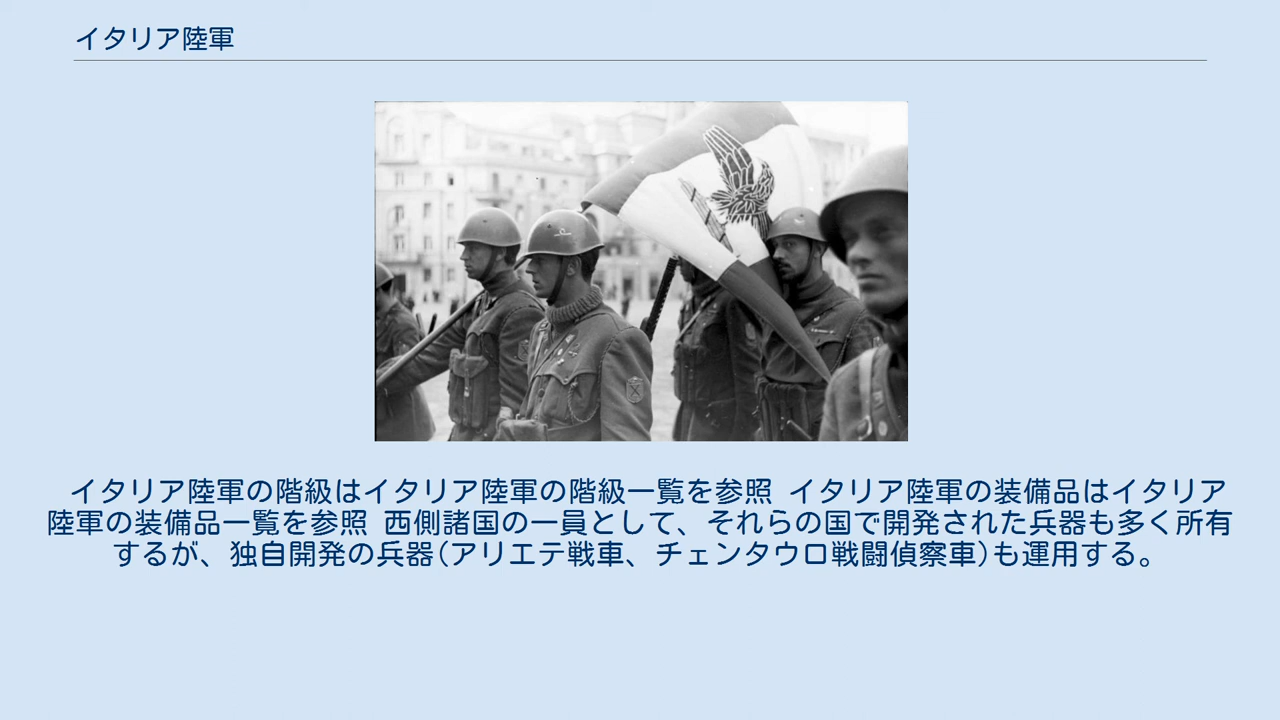 イタリア陸軍
イタリア陸軍の階級はイタリア陸軍の階級一覧を参照 イタリア陸軍の装備品はイタリア
陸軍の装備品一覧を参照 西側諸国の一員として、それらの国で開発された兵器も多く所有
するが、独自開発の兵器(アリエテ戦車、チェンタウロ戦闘偵察車)も運用する。